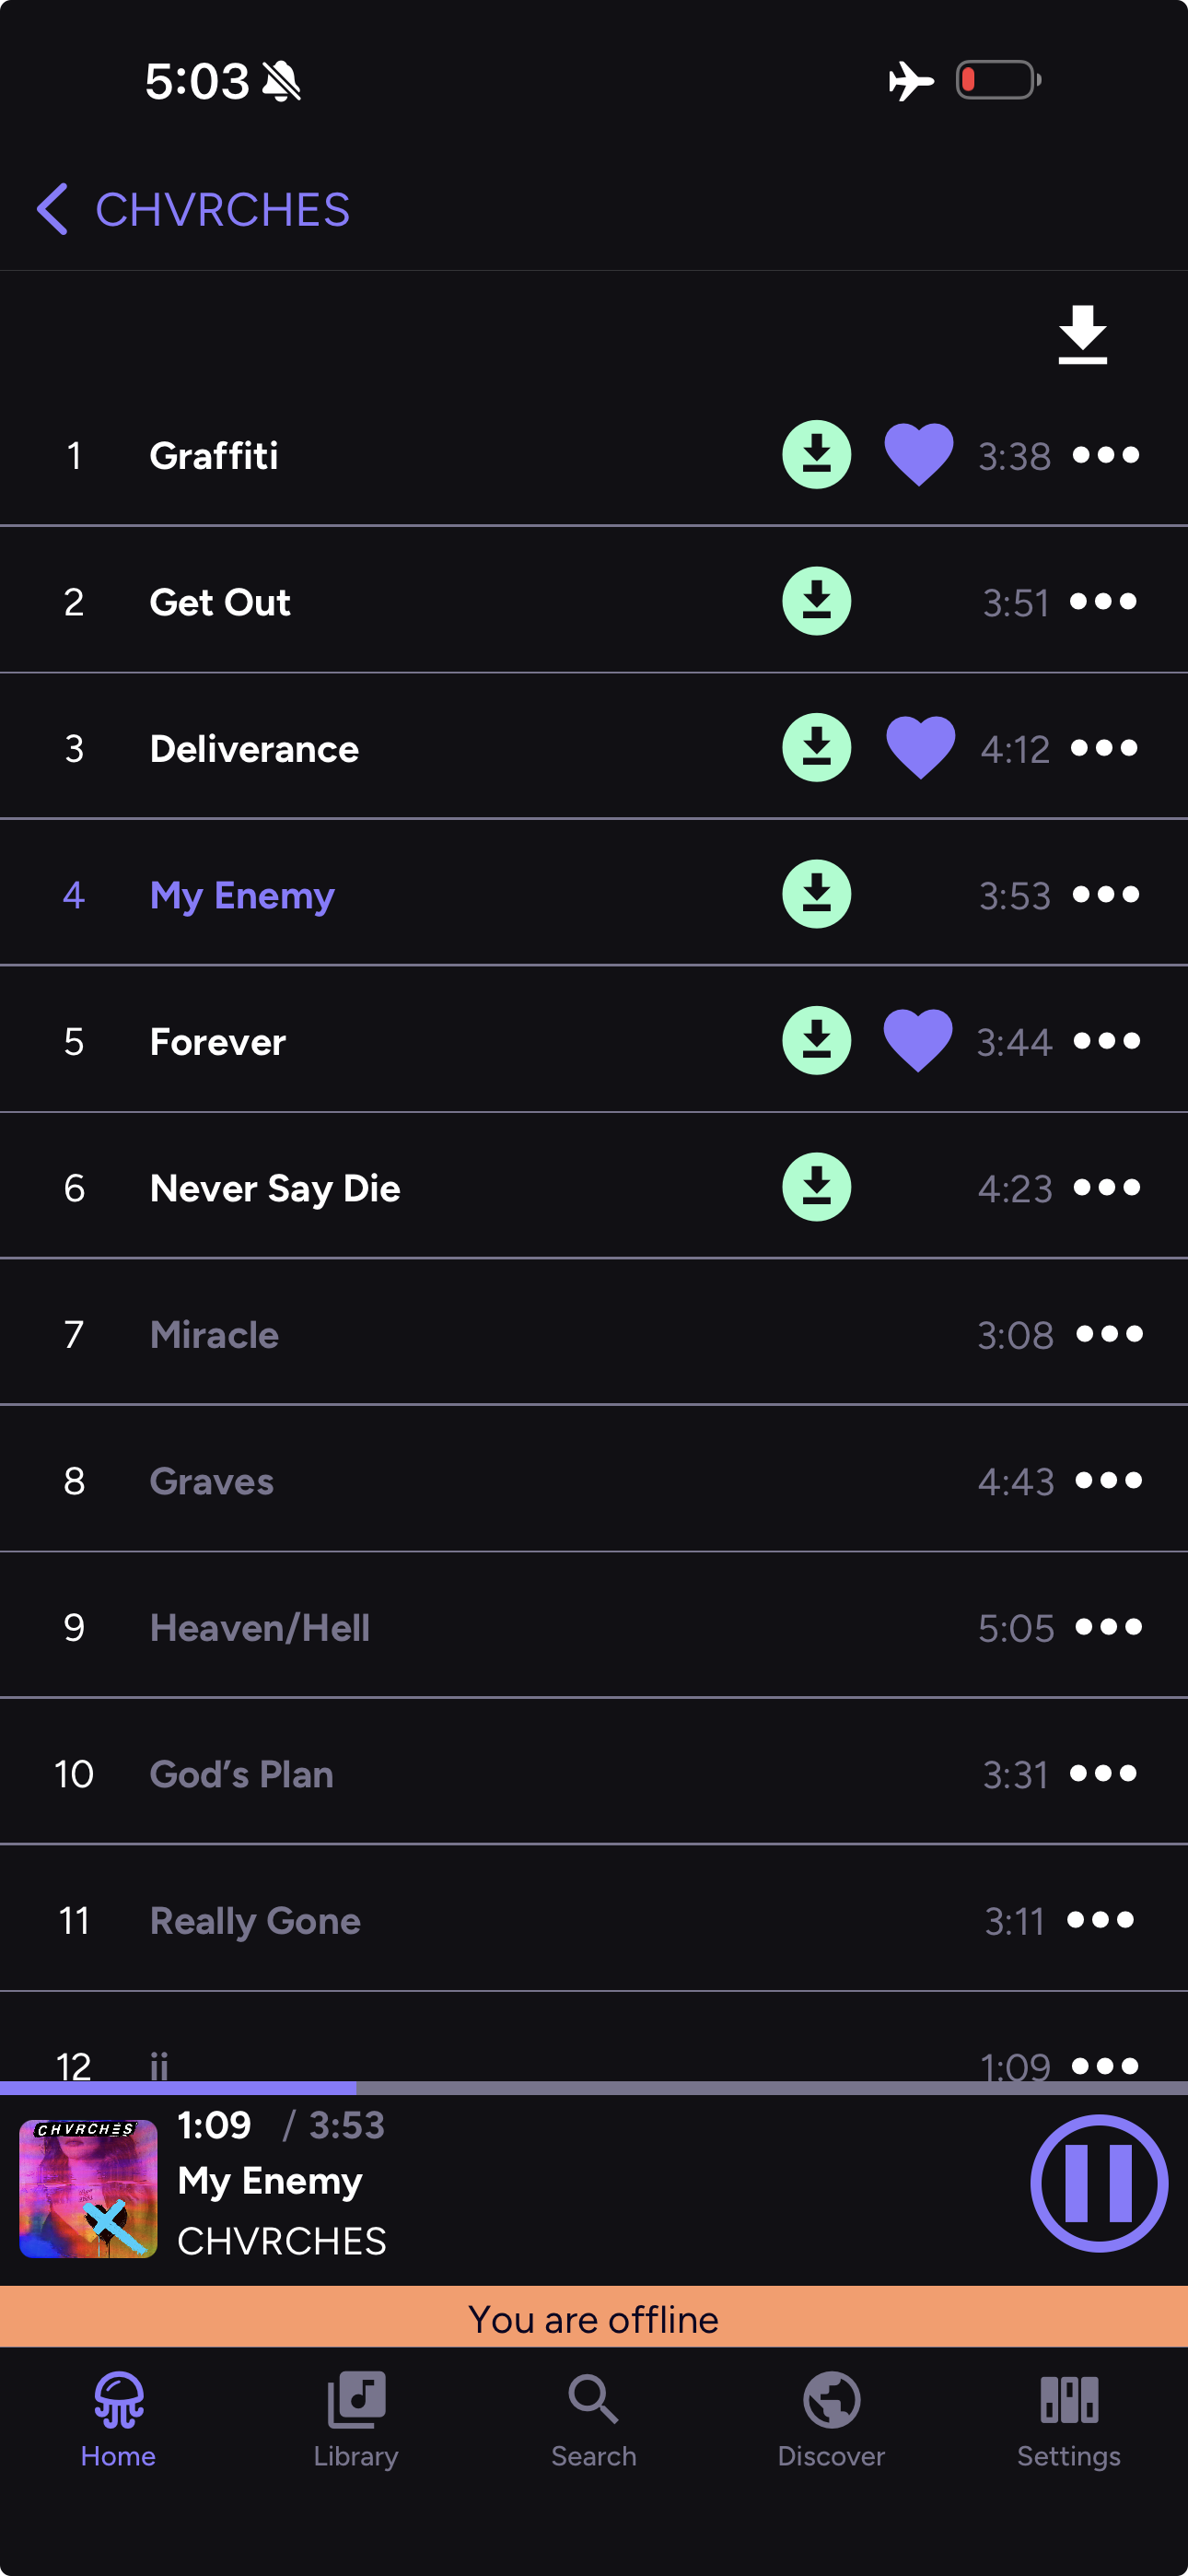 5:03
CHVRCHES
1 Graffiti 3:38
2 Get Out 3:51
3 Deliverance 4:12
4 My Enemy 3:53
5 Forever 3:44
6 Never Say Die 4:23
7 Miracle 3:08
8 Graves 4:43
9 Heaven/Hell 5:05
10 God’s Plan 3:31
11 Really Gone 3:11
12 ii 1:09
CHVRCHES
1:09 / 3:53
My Enemy
CHVRCHES
You are offline
Home Library Search Discover Settings